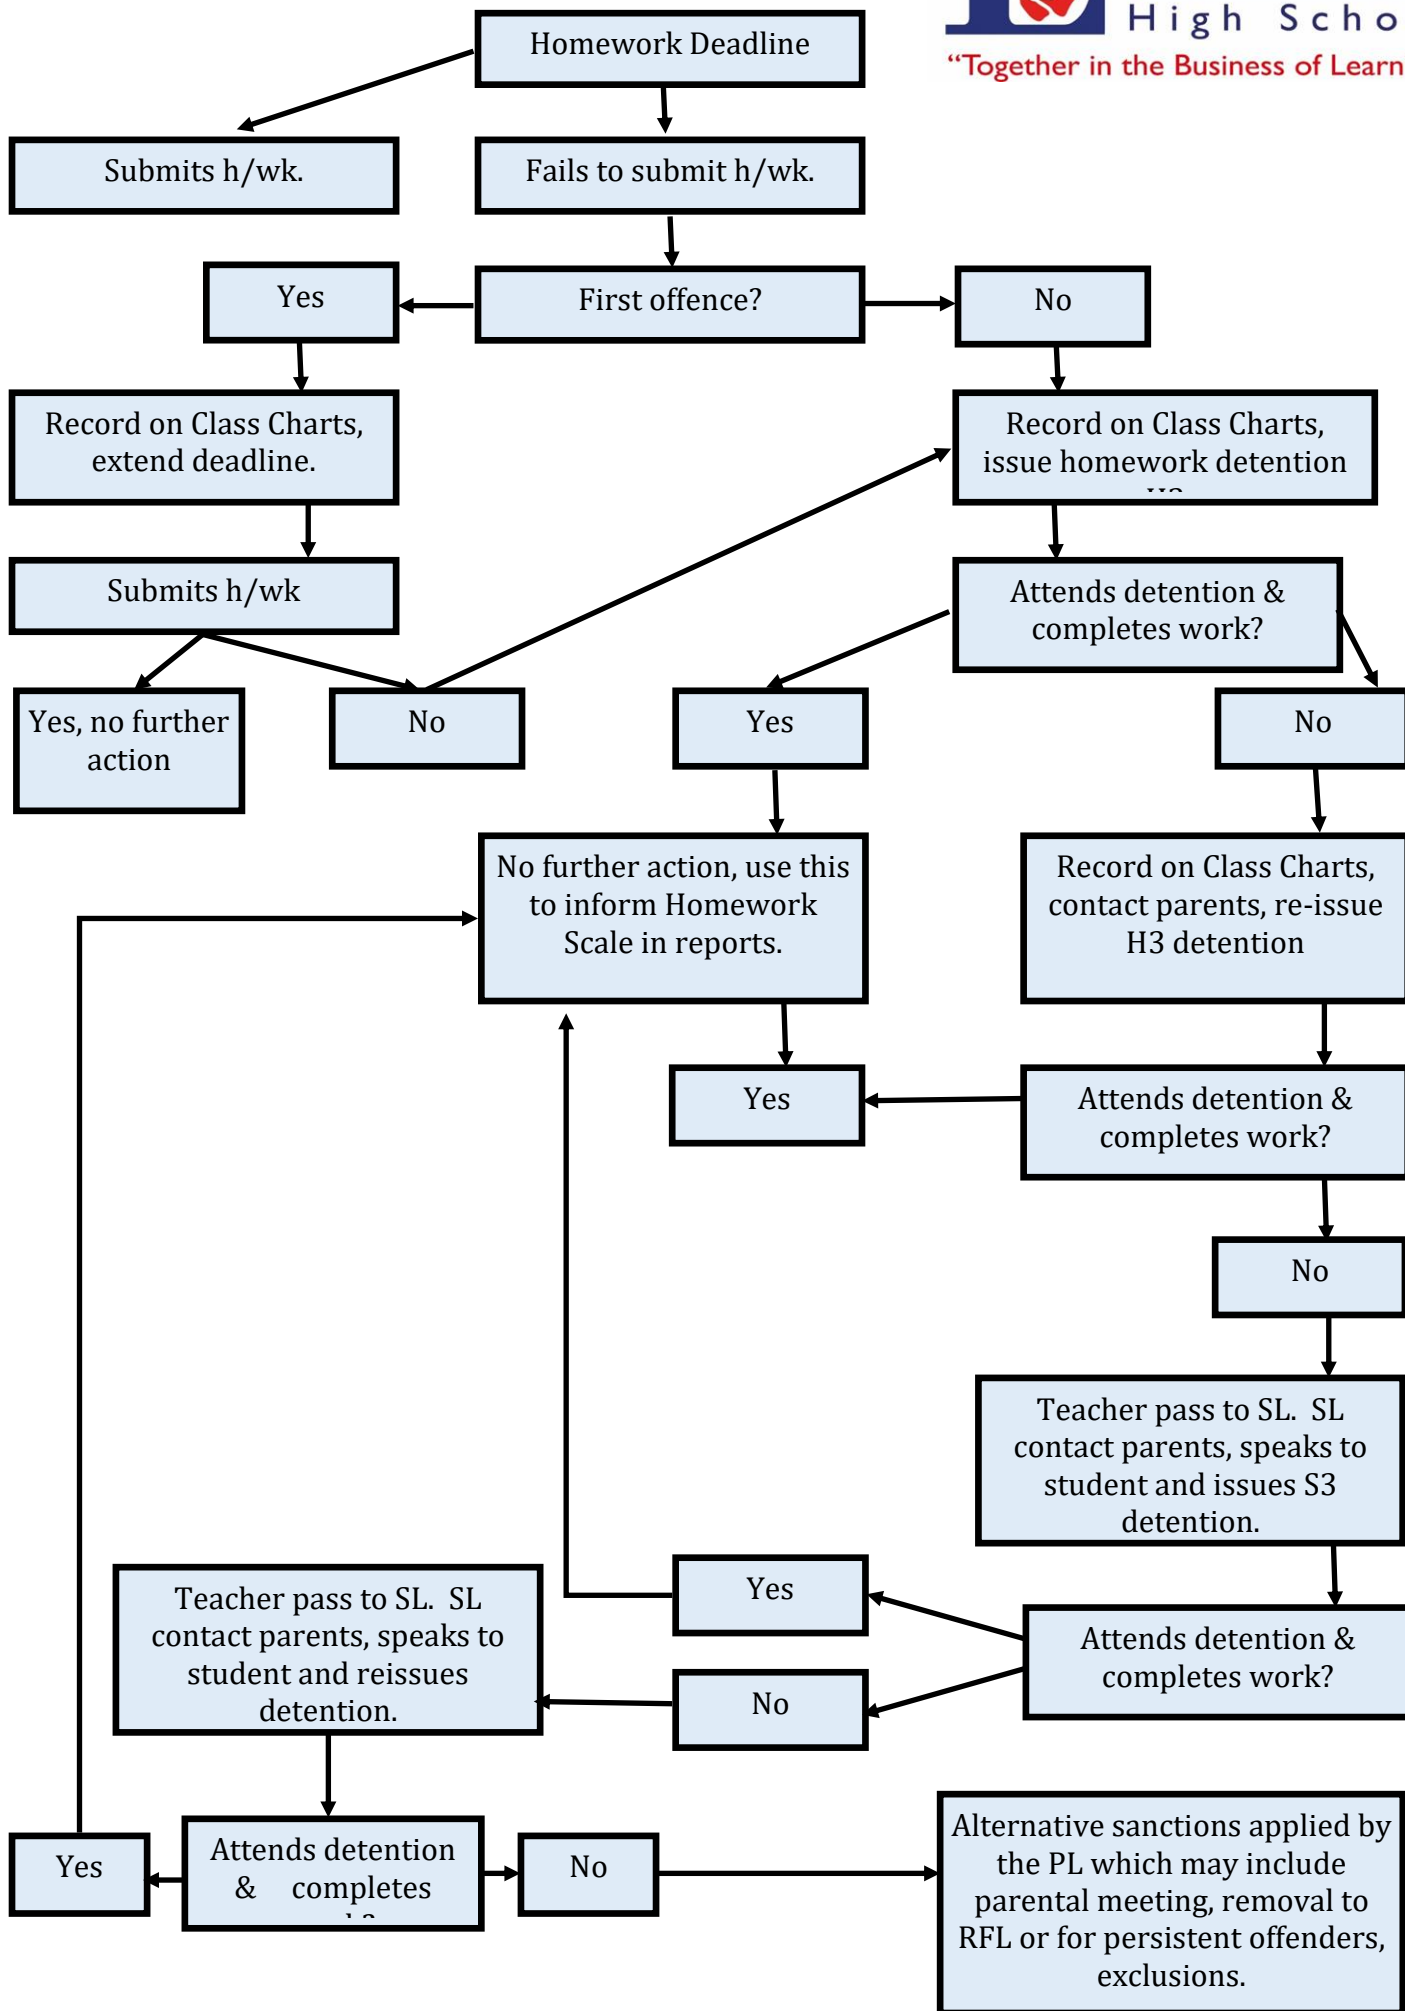 High Scho
“Together in the Business of Learn
Homework Deadline
Submits h/wk.
Fails to submit h/wk.
Yes
First offence?
No
Record on Class Charts,
extend deadline.
Record on Class Charts,
issue homework detention
Submits h/wk
Attends detention &
completes work?
Yes, no further
action
No
Yes
No
No further action, use this
to inform Homework
Scale in reports.
Record on Class Charts,
contact parents, re-issue
H3 detention
Yes
Attends detention &
completes work?
No
Teacher pass to SL.  SL
contact parents, speaks to
student and issues S3
detention.
Yes
Teacher pass to SL.  SL
contact parents, speaks to
student and reissues
detention.
Attends detention &
completes work?
No
Yes
Attends detention
&    completes
No
Alternative sanctions applied by
the PL which may include
parental meeting, removal to
RFL or for persistent offenders,
exclusions.